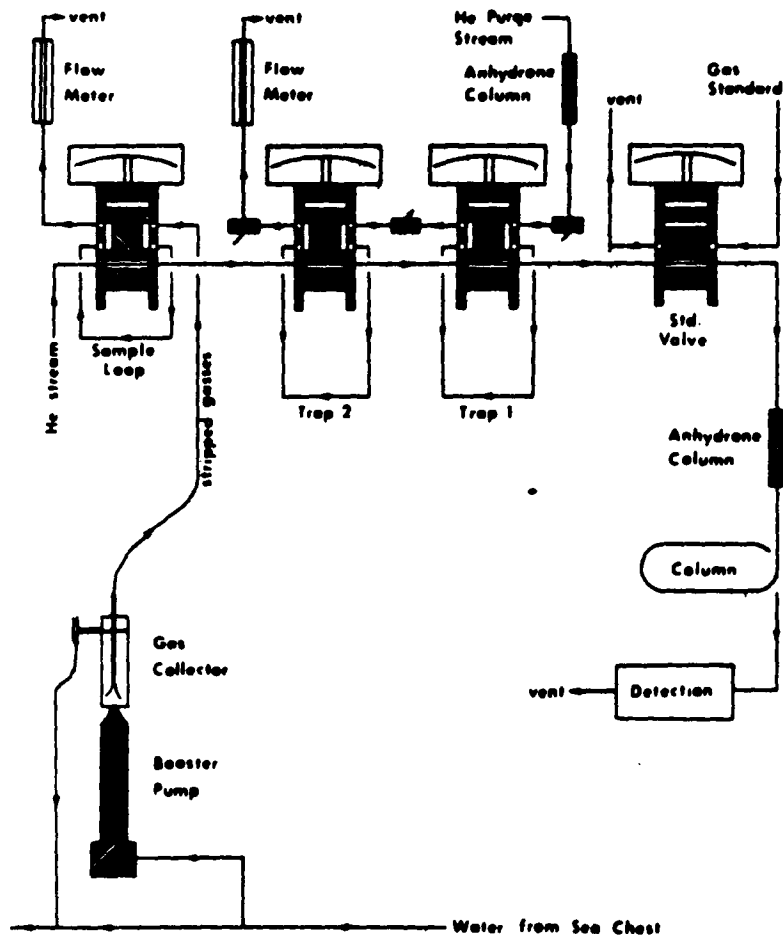 vent
vent
He Purge
Stream
Flow
Meter
Flow
Meter
Anhydrone
Column
vent
Gas
Standard
Sample
Loop
Std.
Valve
He stream
stripped gasses
Trap 2
Trap 1
Anhydrone
Column
Column
Gas
Collector
vent
Detection
Booster
Pump
Water from Sea Chest